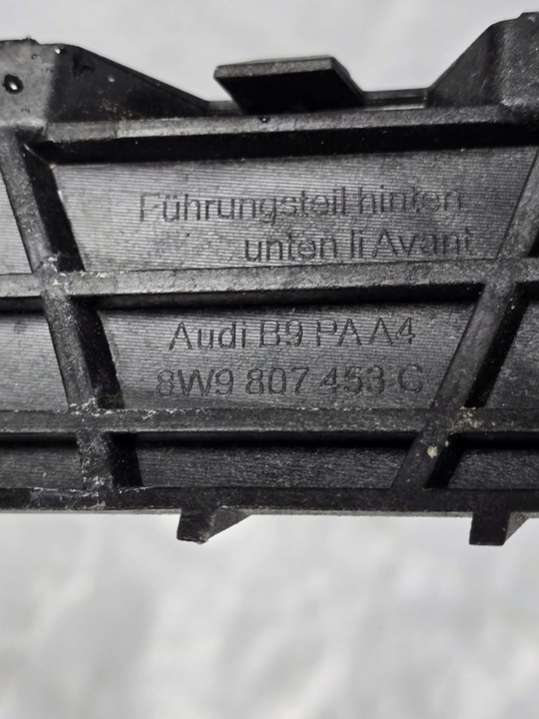 Führungsteil hinten
unten li Avant
Audi B9 PA A4
8W9 807 453 C